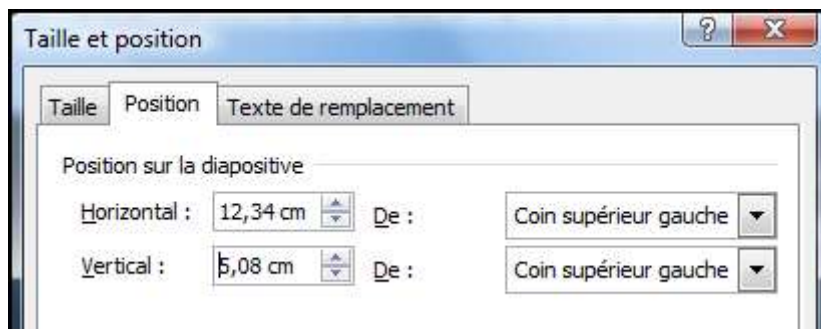 Taille et position
Taille Position Texte de remplacement
Position sur la diapositive
Horizontal : 12,34 cm De : Coin supérieur gauche
Vertical : 5,08 cm De : Coin supérieur gauche